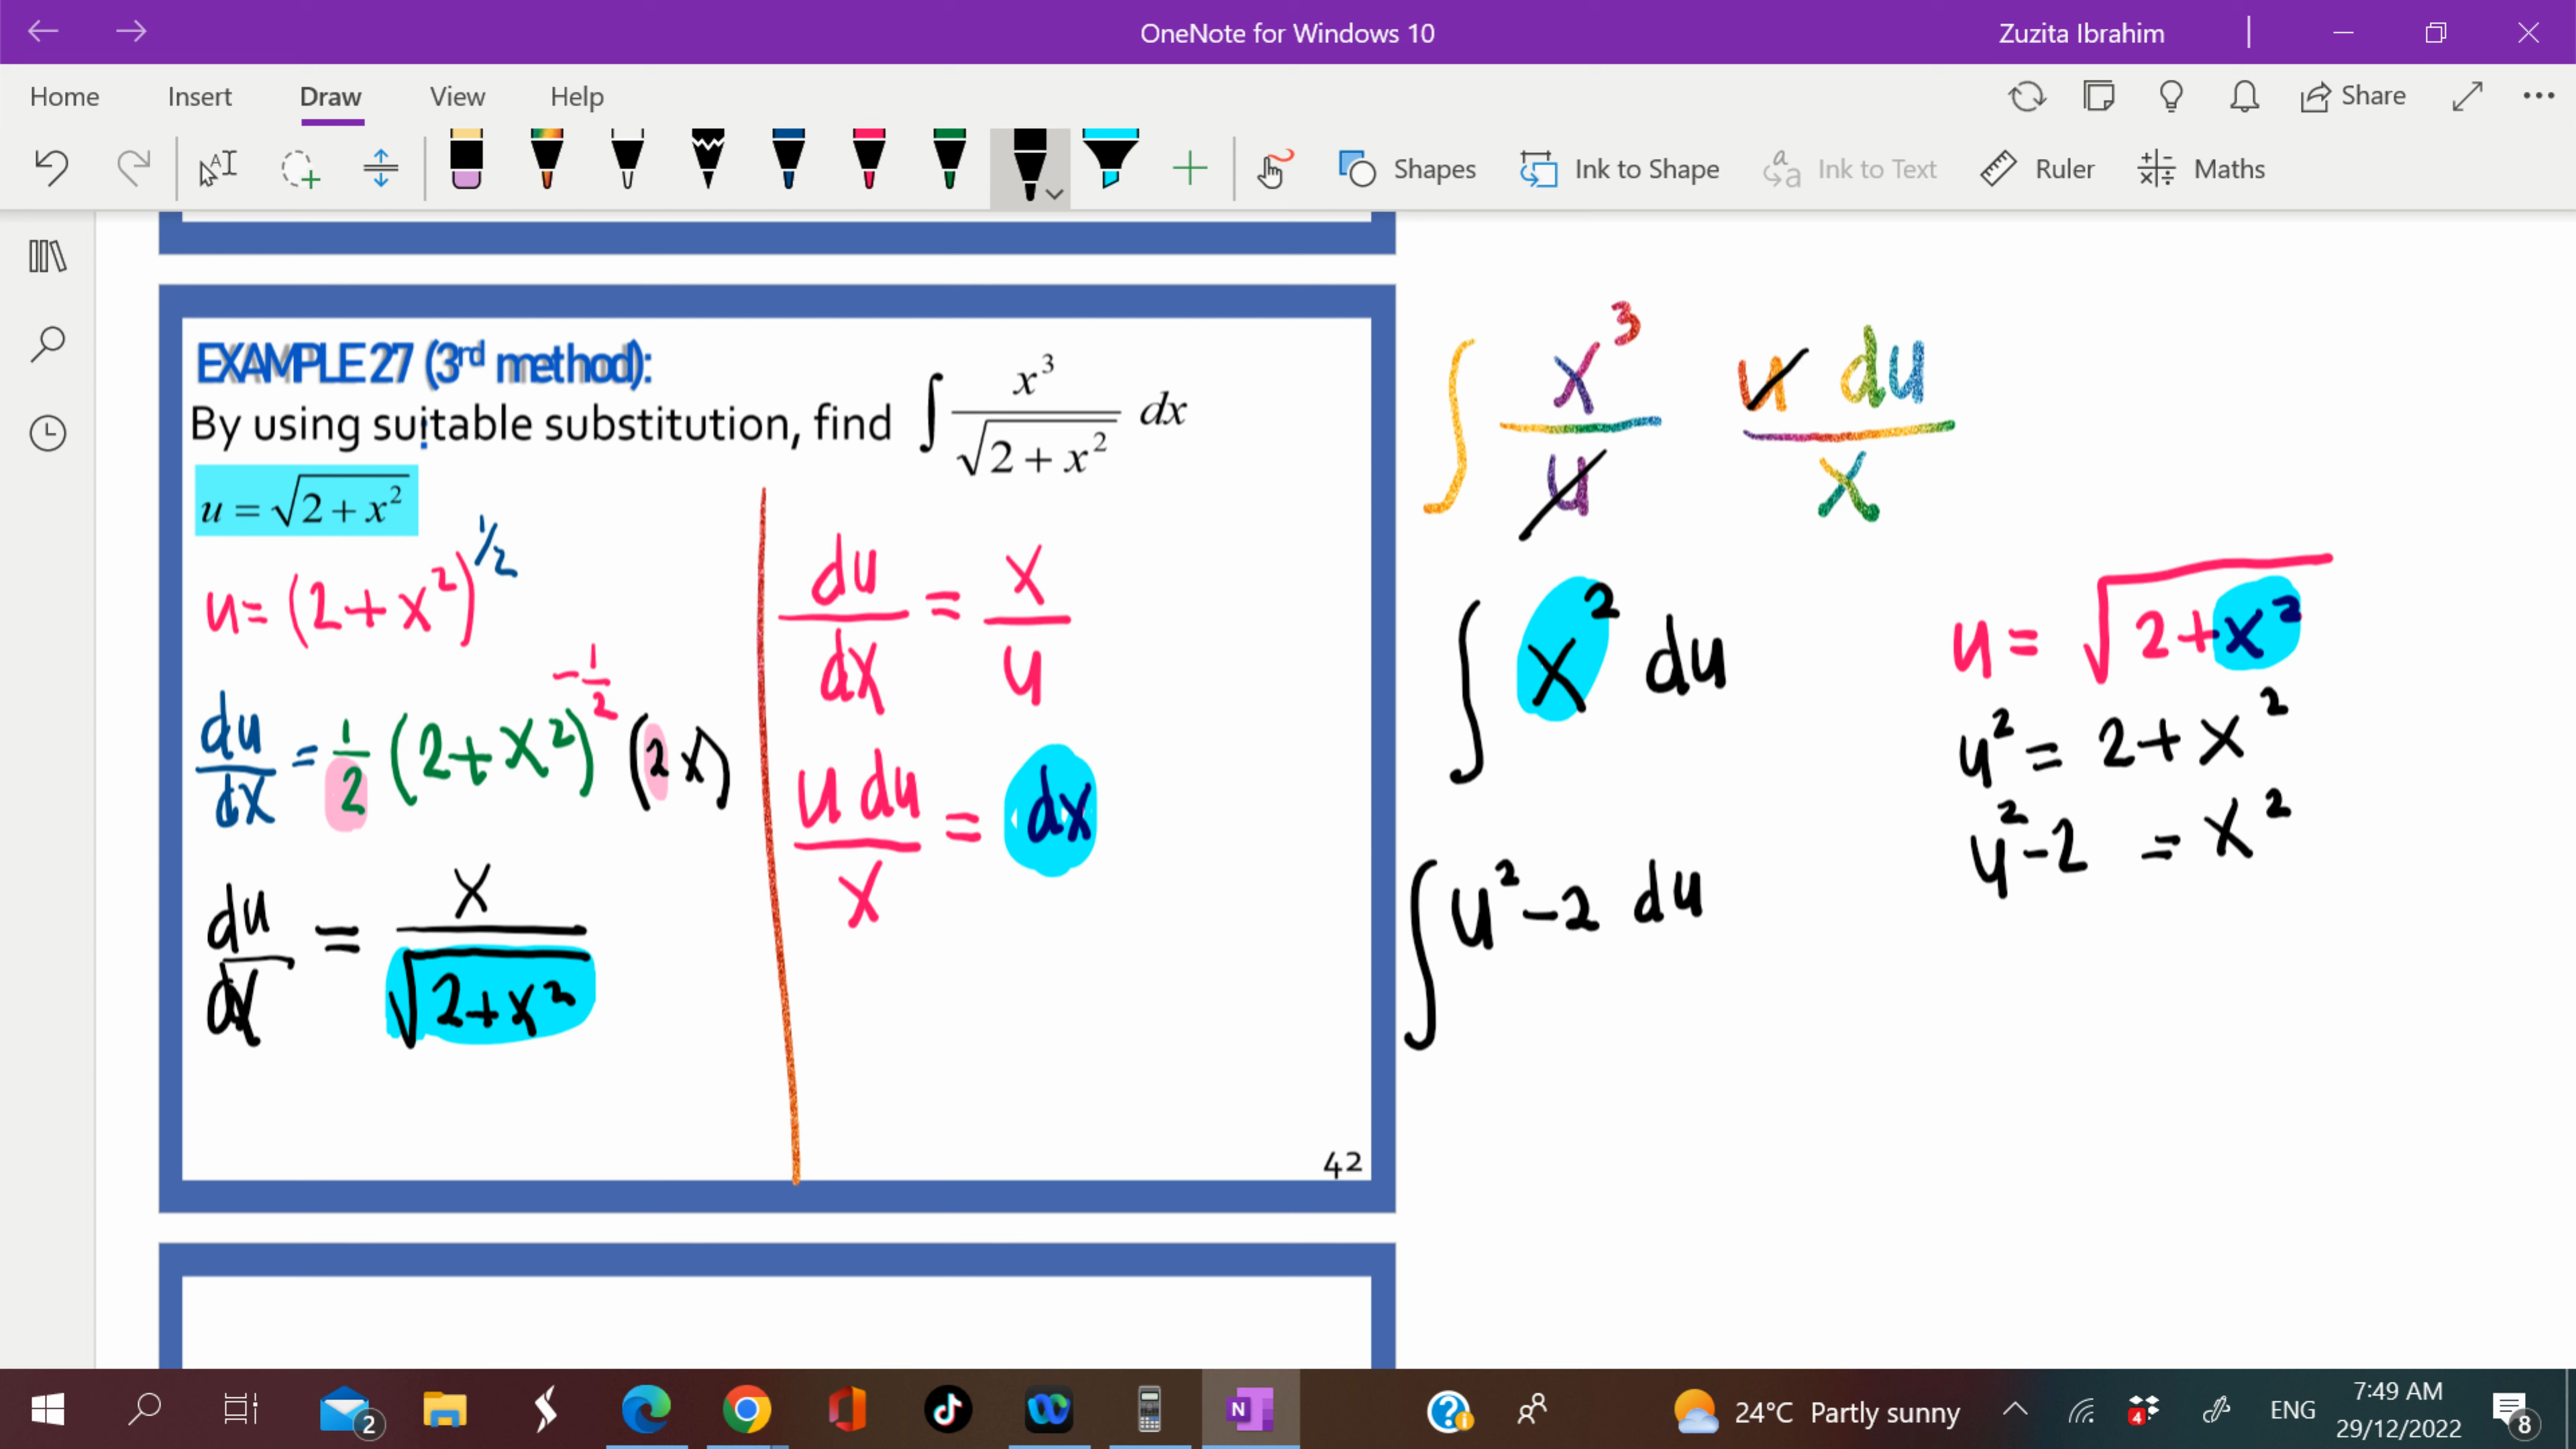 OneNote for Windows 10
Zuzita Ibrahim
Home Insert Draw View Help
Share
Shapes Ink to Shape Ink to Text Ruler Maths
EXAMPLE 27 (3rd method):
By using suitable substitution, find ∫ x³/√(2 + x²) dx
u = √(2 + x²)
u = (2 + x²)^1/2
du/dx = 1/2 (2 + x²)^-1/2 (2x)
du/dx = x/√(2 + x²)
du/dx = x/u
u du/x = dx
42
∫ x³/u u du/x
∫ x² du
∫ u² - 2 du
u = √(2 + x²)
u² = 2 + x²
u² - 2 = x²
2
N
24°C Partly sunny
4
ENG
7:49 AM
29/12/2022
8